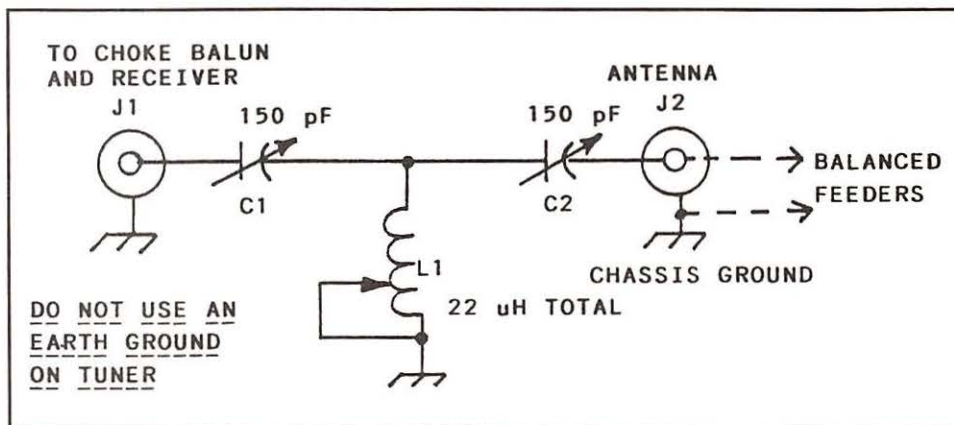 TO CHOKE BALUN
AND RECEIVER
J1
150 pF
C1
150 pF
C2
ANTENNA
J2
BALANCED
FEEDERS
L1
22 uH TOTAL
CHASSIS GROUND
DO NOT USE AN
EARTH GROUND
ON TUNER